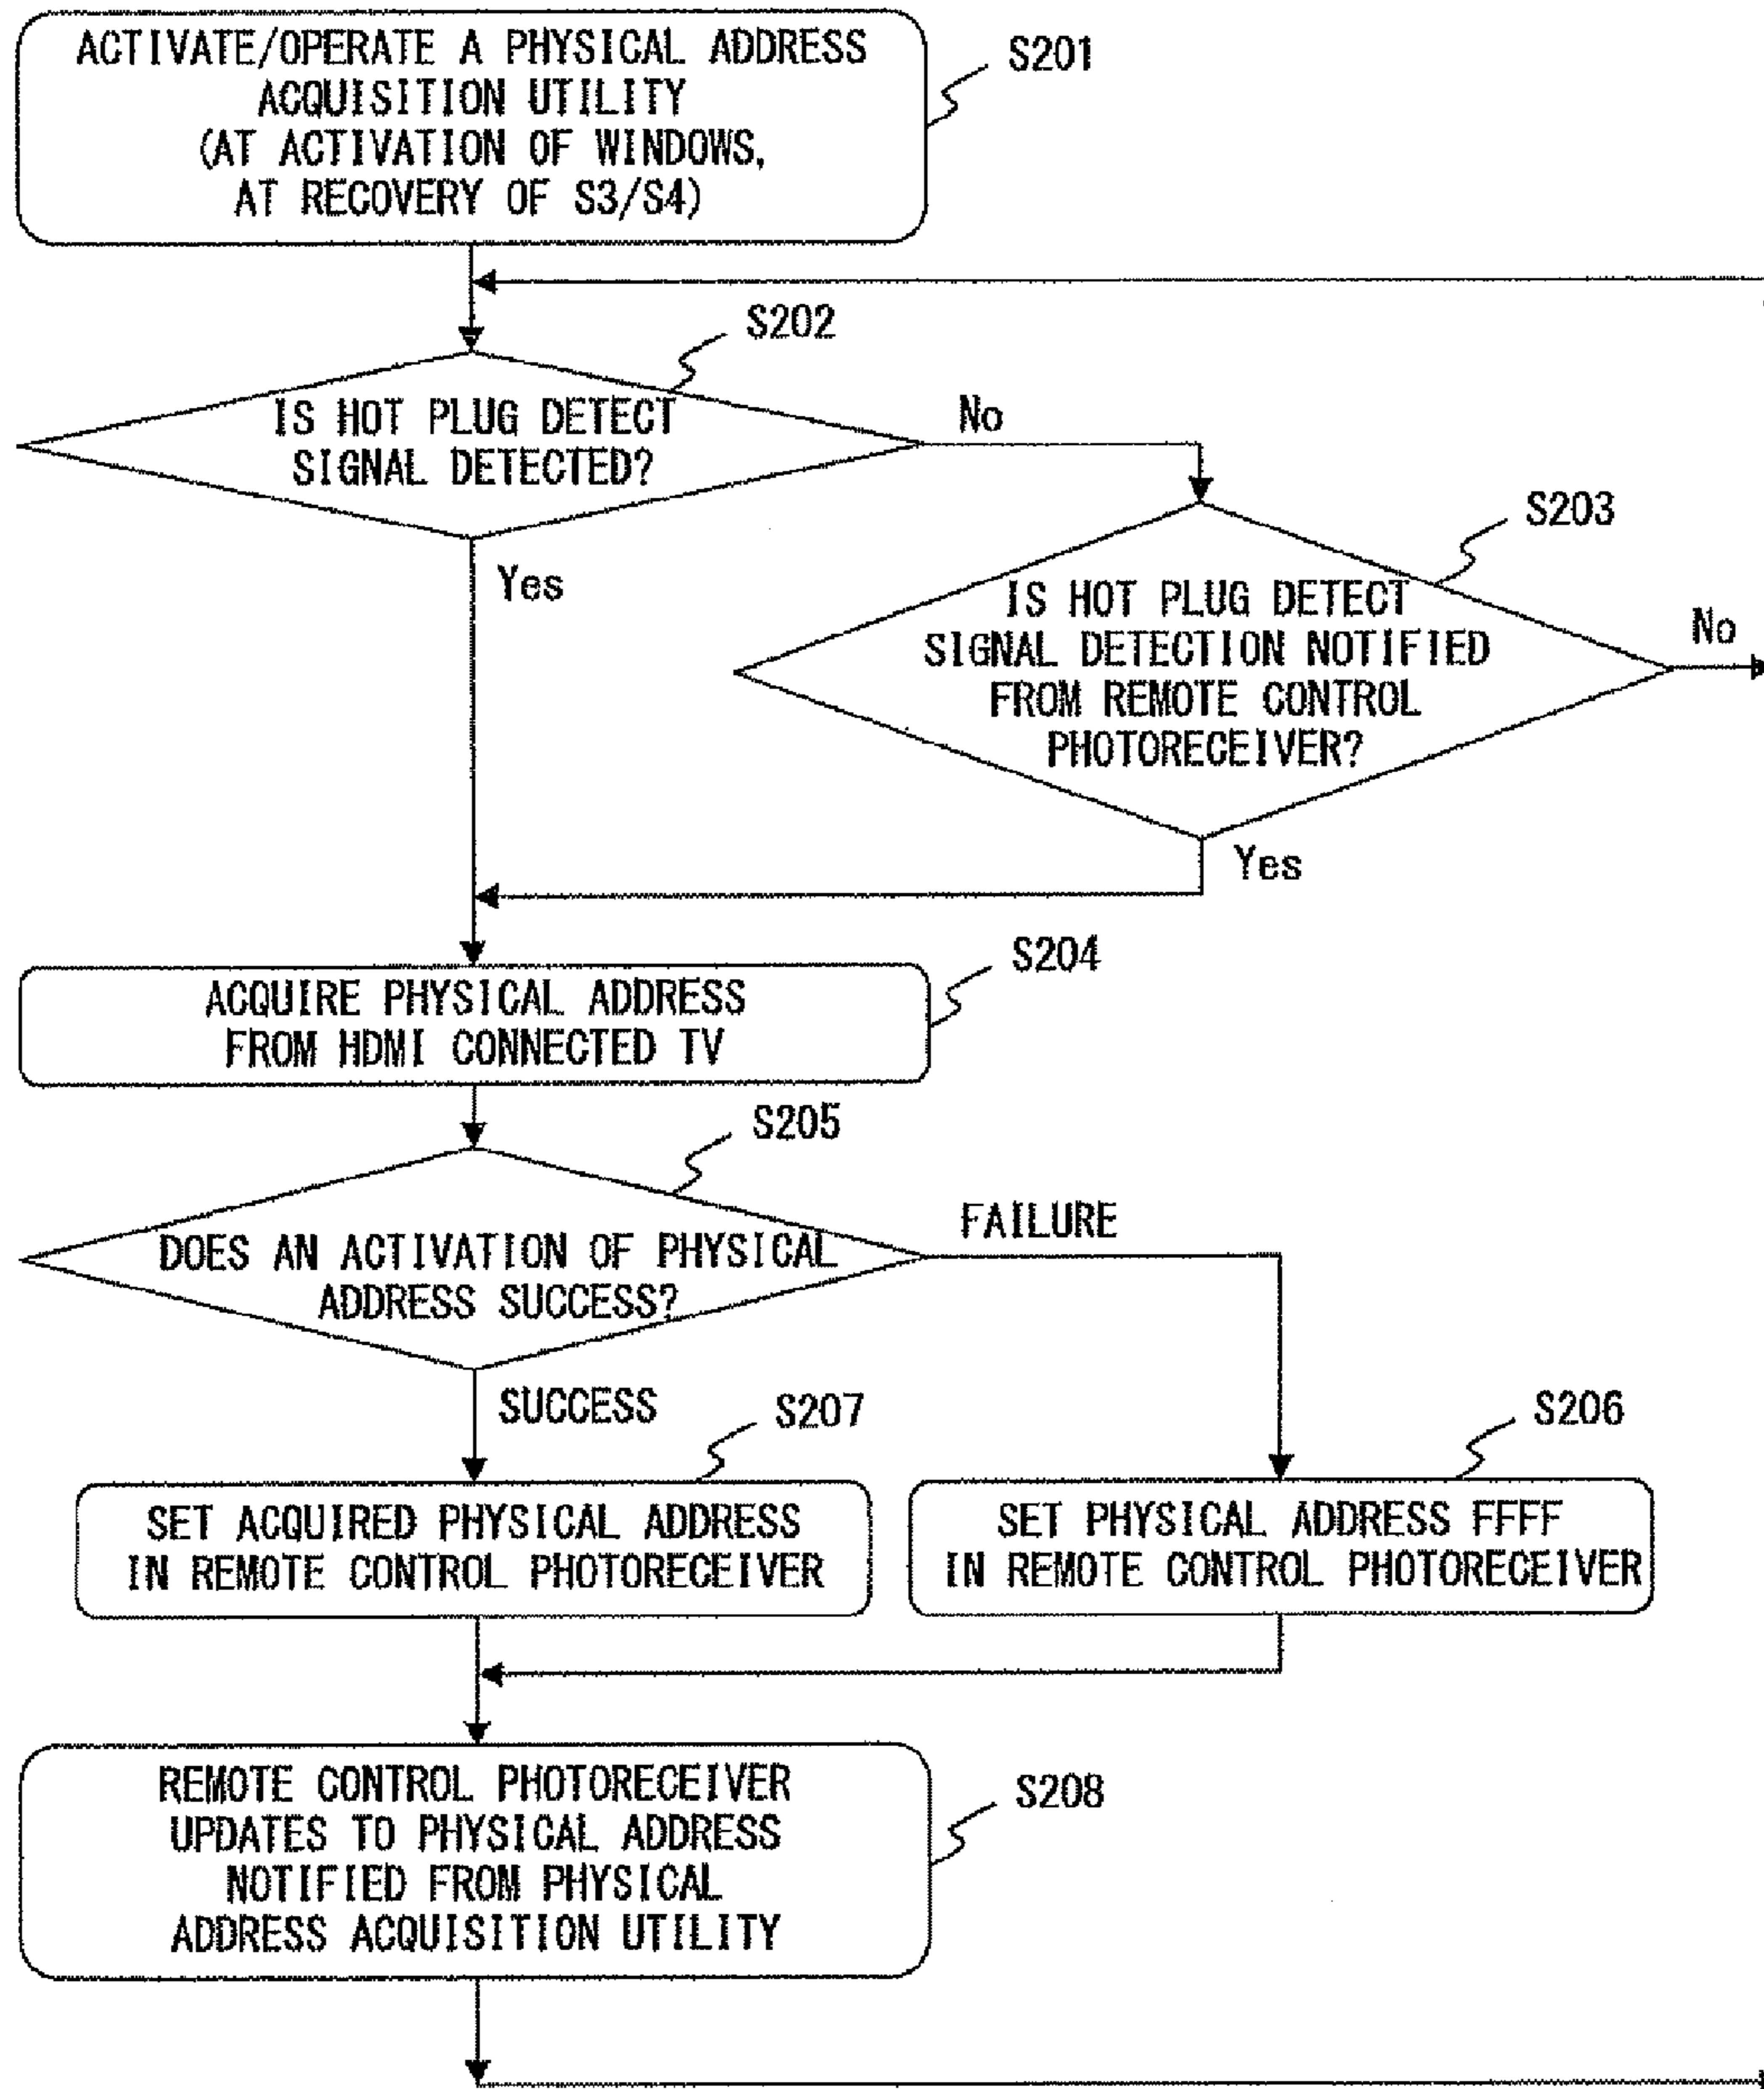 ACTIVATE/OPERATE A PHYSICAL ADDRESS
ACQUISITION UTILITY
(AT ACTIVATION OF WINDOWS,
AT RECOVERY OF S3/S4)
S201
S202
IS HOT PLUG DETECT
SIGNAL DETECTED?
No
Yes
S203
IS HOT PLUG DETECT
SIGNAL DETECTION NOTIFIED
FROM REMOTE CONTROL
PHOTORECEIVER?
No
Yes
S204
ACQUIRE PHYSICAL ADDRESS
FROM HDMI CONNECTED TV
S205
DOES AN ACTIVATION OF PHYSICAL
ADDRESS SUCCESS?
FAILURE
SUCCESS
S207
SET ACQUIRED PHYSICAL ADDRESS
IN REMOTE CONTROL PHOTORECEIVER
S206
SET PHYSICAL ADDRESS FFFF
IN REMOTE CONTROL PHOTORECEIVER
REMOTE CONTROL PHOTORECEIVER
UPDATES TO PHYSICAL ADDRESS
NOTIFIED FROM PHYSICAL
ADDRESS ACQUISITION UTILITY
S208